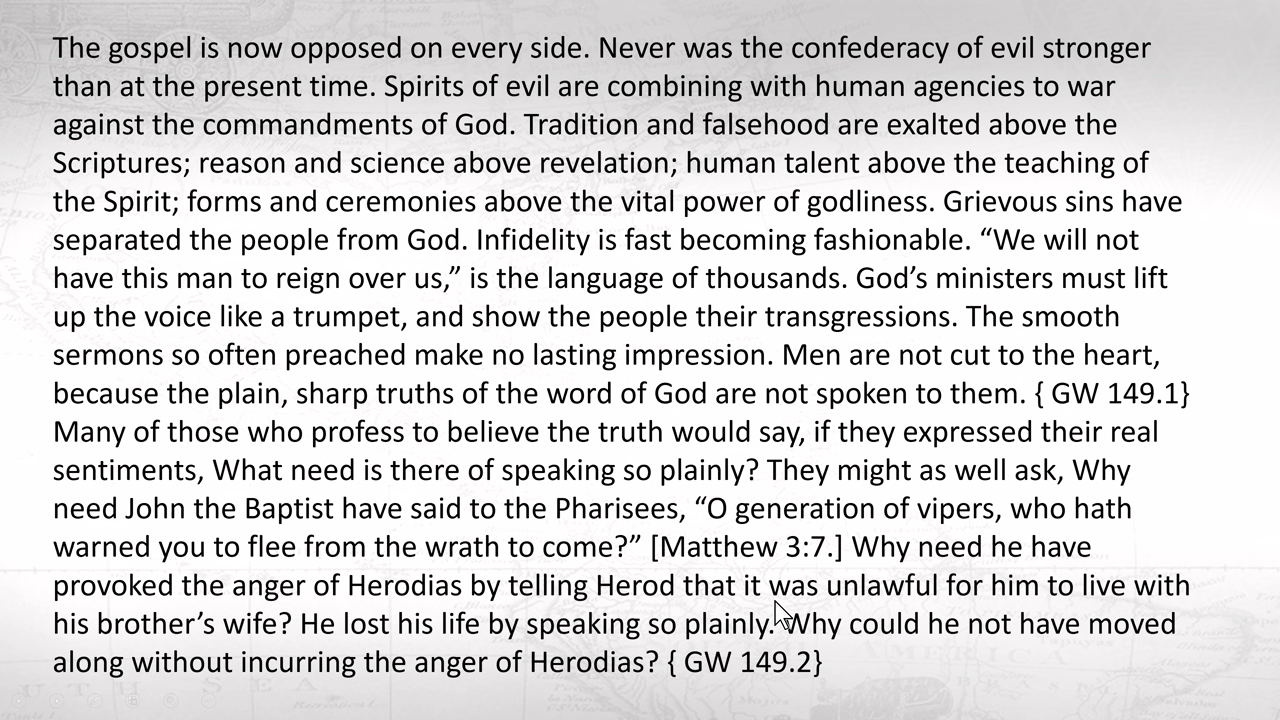 The gospel is now opposed on every side. Never was the confederacy of evil stronger
than at the present time. Spirits of evil are combining with human agencies to war
against the commandments of God. Tradition and falsehood are exalted above the
Scriptures; reason and science above revelation; human talent above the teaching of
the Spirit; forms and ceremonies above the vital power of godliness. Grievous sins have
separated the people from God. Infidelity is fast becoming fashionable. “We will not
have this man to reign over us,” is the language of thousands. God’s ministers must lift
up the voice like a trumpet, and show the people their transgressions. The smooth
sermons so often preached make no lasting impression. Men are not cut to the heart,
because the plain, sharp truths of the word of God are not spoken to them. { GW 149.1}
Many of those who profess to believe the truth would say, if they expressed their real
sentiments, What need is there of speaking so plainly? They might as well ask, Why
need John the Baptist have said to the Pharisees, “O generation of vipers, who hath
warned you to flee from the wrath to come?” [Matthew 3:7.] Why need he have
provoked the anger of Herodias by telling Herod that it was unlawful for him to live with
his brother’s wife? He lost his life by speaking so plainly. Why could he not have moved
along without incurring the anger of Herodias? { GW 149.2}